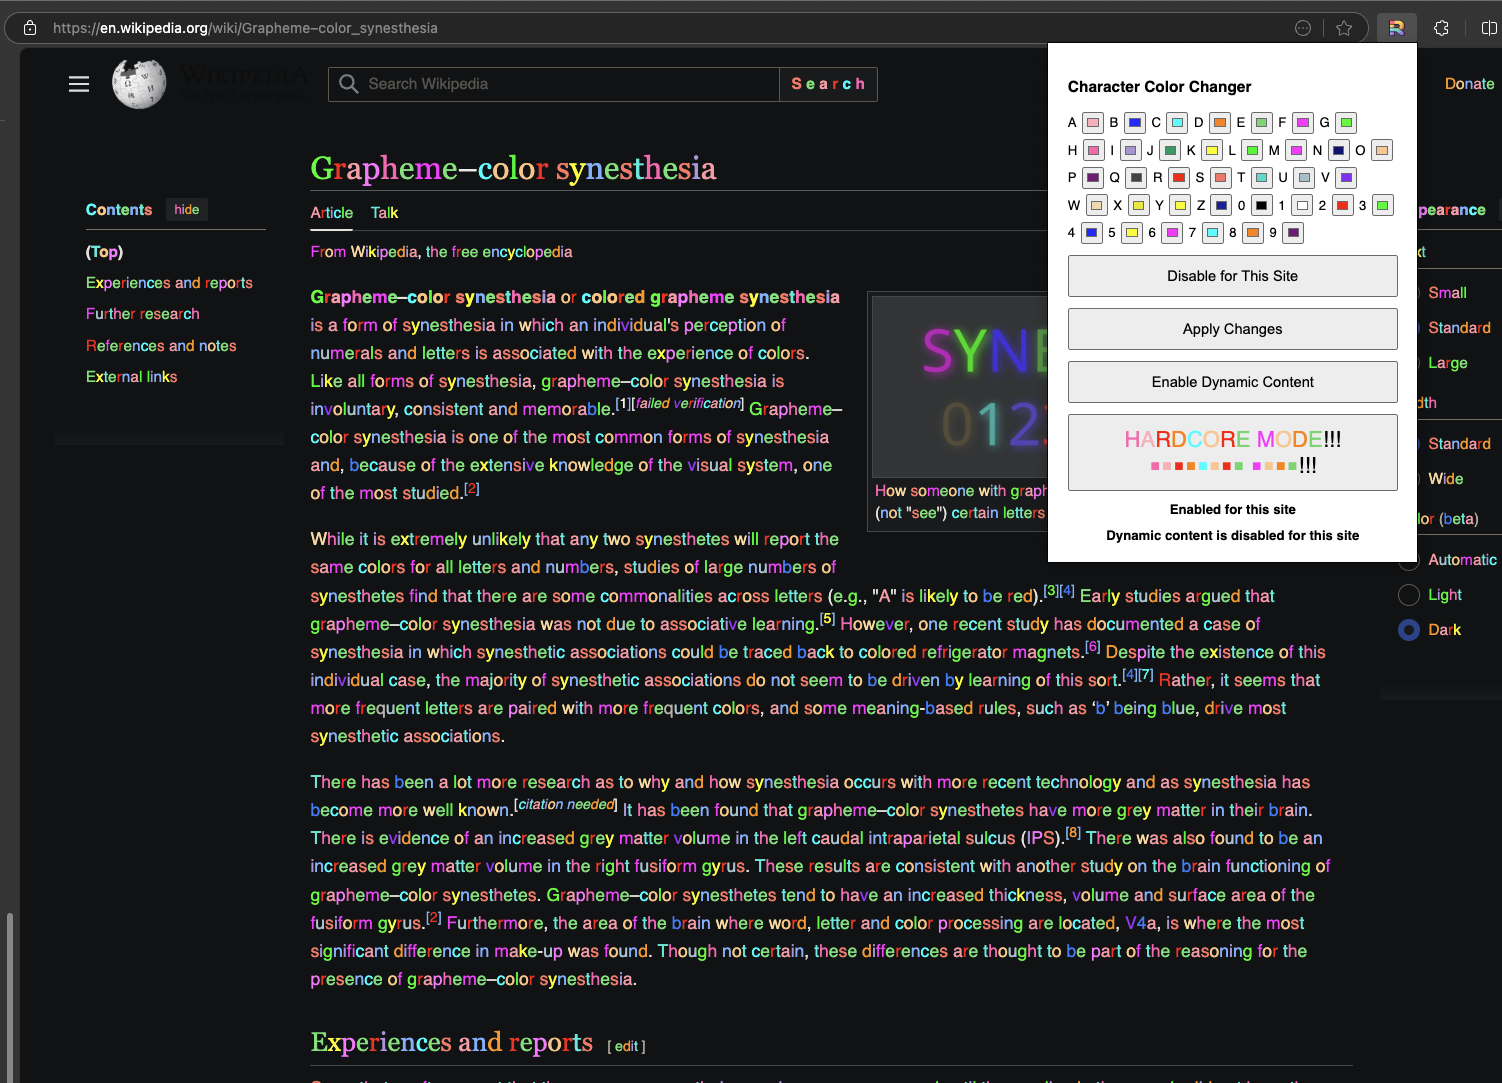 https://en.wikipedia.org/wiki/Grapheme–color_synesthesia
WIKIPEDIA
Search Wikipedia
Search
Donate
Character Color Changer
A B C D E F G
H I J K L M N O
P Q R S T U V
W X Y Z 0 1 2 3
4 5 6 7 8 9
Disable for This Site
Apply Changes
Enable Dynamic Content
HARDCORE MODE!!!
!!!
Enabled for this site
Dynamic content is disabled for this site
Contents hide
(Top)
Experiences and reports
Further research
References and notes
External links
Grapheme–color synesthesia
Article Talk
From Wikipedia, the free encyclopedia
Grapheme–color synesthesia or colored grapheme synesthesia
is a form of synesthesia in which an individual's perception of
numerals and letters is associated with the experience of colors.
Like all forms of synesthesia, grapheme–color synesthesia is
involuntary, consistent and memorable.[1][failed verification] Grapheme–
color synesthesia is one of the most common forms of synesthesia
and, because of the extensive knowledge of the visual system, one
of the most studied.[2]
SYNE
0123
How someone with graph
(not "see") certain letters
While it is extremely unlikely that any two synesthetes will report the
same colors for all letters and numbers, studies of large numbers of
synesthetes find that there are some commonalities across letters (e.g., "A" is likely to be red).[3][4] Early studies argued that
grapheme–color synesthesia was not due to associative learning.[5] However, one recent study has documented a case of
synesthesia in which synesthetic associations could be traced back to colored refrigerator magnets.[6] Despite the existence of this
individual case, the majority of synesthetic associations do not seem to be driven by learning of this sort.[4][7] Rather, it seems that
more frequent letters are paired with more frequent colors, and some meaning-based rules, such as ‘b’ being blue, drive most
synesthetic associations.
There has been a lot more research as to why and how synesthesia occurs with more recent technology and as synesthesia has
become more well known.[citation needed] It has been found that grapheme–color synesthetes have more grey matter in their brain.
There is evidence of an increased grey matter volume in the left caudal intraparietal sulcus (IPS).[8] There was also found to be an
increased grey matter volume in the right fusiform gyrus. These results are consistent with another study on the brain functioning of
grapheme–color synesthetes. Grapheme–color synesthetes tend to have an increased thickness, volume and surface area of the
fusiform gyrus.[2] Furthermore, the area of the brain where word, letter and color processing are located, V4a, is where the most
significant difference in make-up was found. Though not certain, these differences are thought to be part of the reasoning for the
presence of grapheme–color synesthesia.
Experiences and reports [ edit ]
pearance
xt
Small
Standard
Large
dth
Standard
Wide
lor (beta)
Automatic
Light
Dark